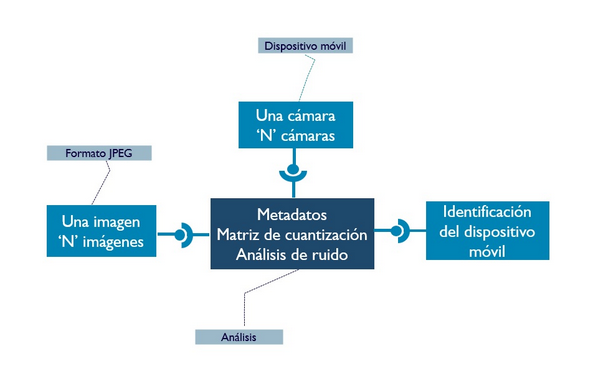 Dispositivo móvil
Una cámara
‘N’ cámaras
Formato JPEG
Una imagen
‘N’ imágenes
Metadatos
Matriz de cuantización
Análisis de ruido
Identificación
del dispositivo
móvil
Análisis